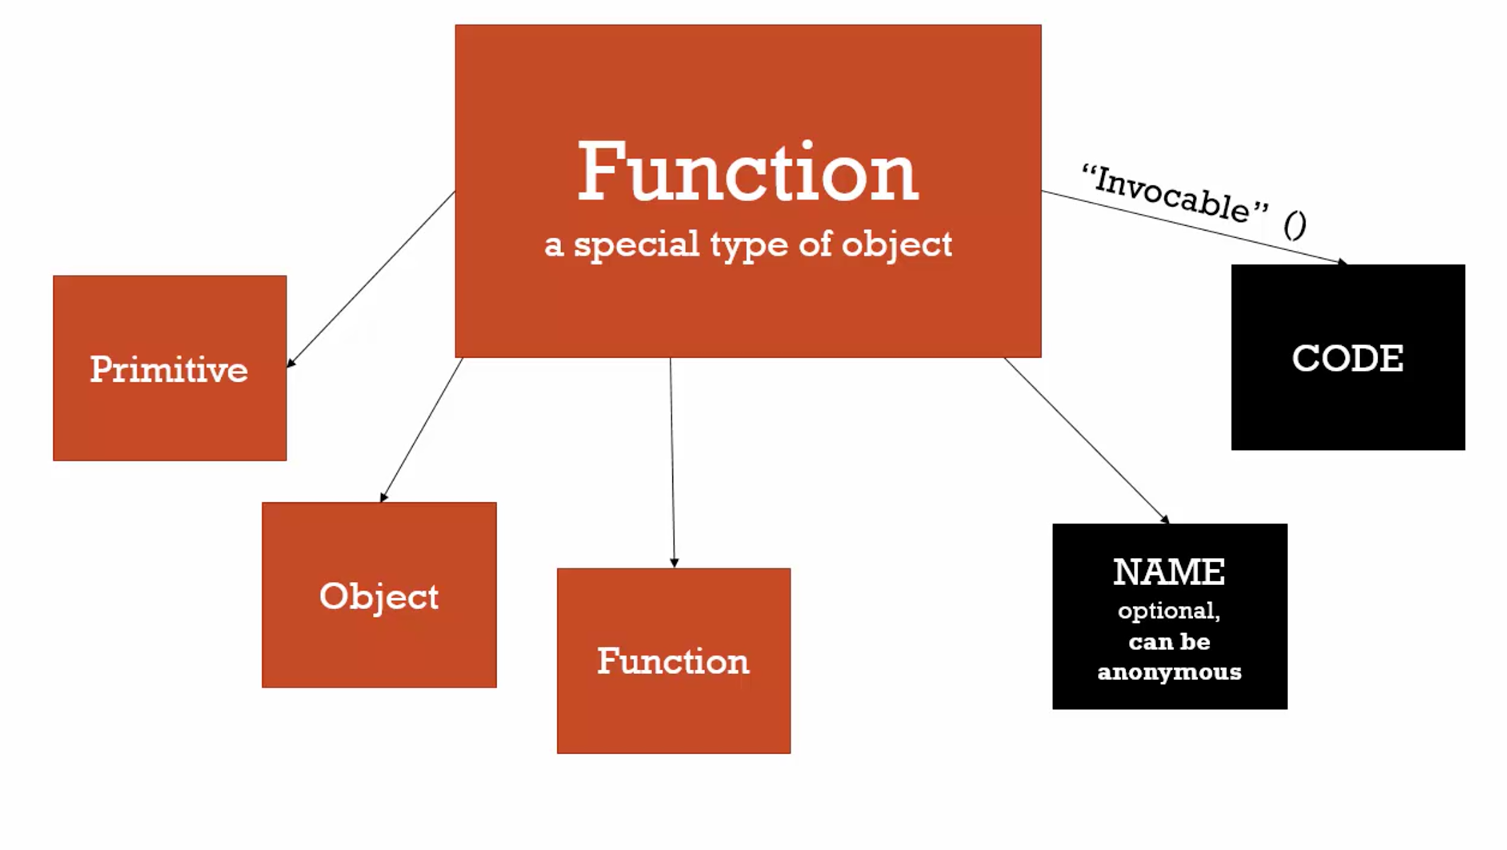 Function
a special type of object
“Invocable” ()
Primitive
CODE
Object
Function
NAME
optional,
can be
anonymous